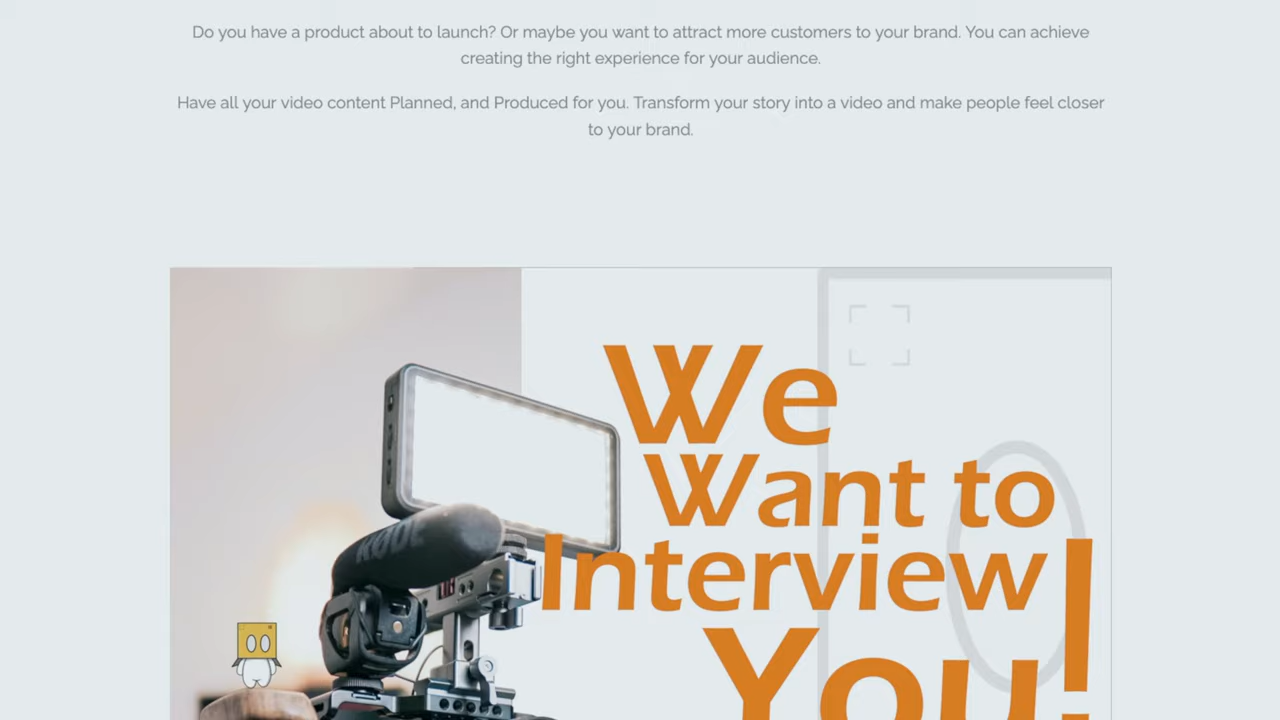 Do you have a product about to launch? Or maybe you want to attract more customers to your brand. You can achieve
creating the right experience for your audience.
Have all your video content Planned, and Produced for you. Transform your story into a video and make people feel closer
to your brand.
We
Want to
Interview
You!
RODE